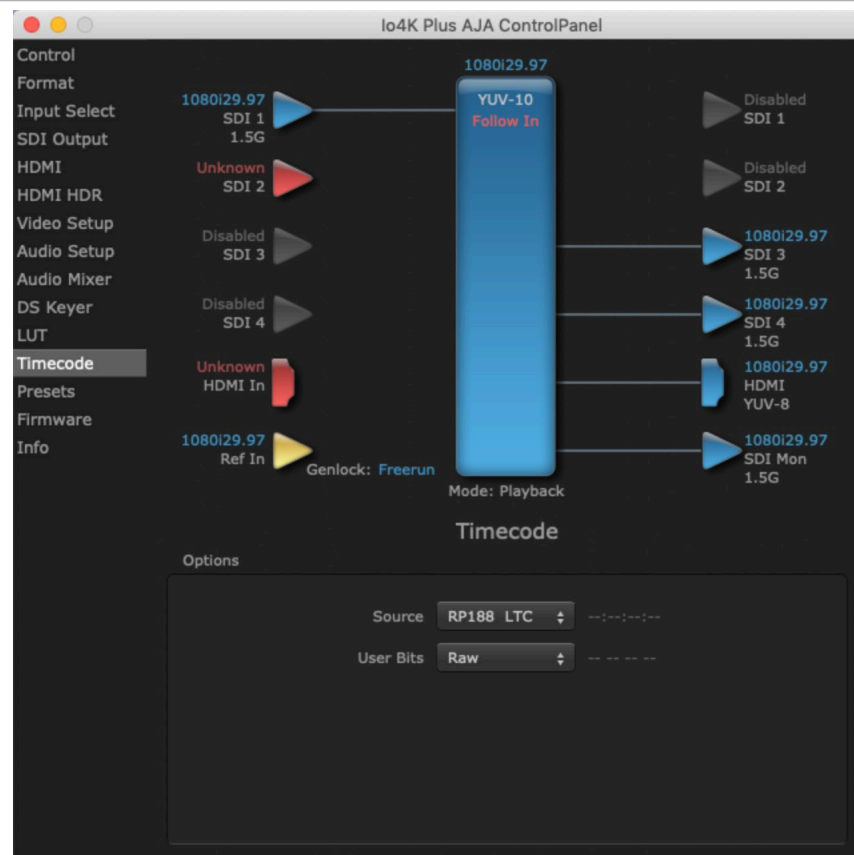 Io4K Plus AJA ControlPanel
Control
Format
Input Select
SDI Output
HDMI
HDMI HDR
Video Setup
Audio Setup
Audio Mixer
DS Keyer
LUT
Timecode
Presets
Firmware
Info
1080i29.97
SDI 1
1.5G
Unknown
SDI 2
Disabled
SDI 3
Disabled
SDI 4
Unknown
HDMI In
1080i29.97
Ref In
Genlock: Freerun
1080i29.97
YUV-10
Follow In
Mode: Playback
Disabled
SDI 1
Disabled
SDI 2
1080i29.97
SDI 3
1.5G
1080i29.97
SDI 4
1.5G
1080i29.97
HDMI
YUV-8
1080i29.97
SDI Mon
1.5G
Timecode
Options
Source RP188 LTC --:--:--:--
User Bits Raw -- -- -- --